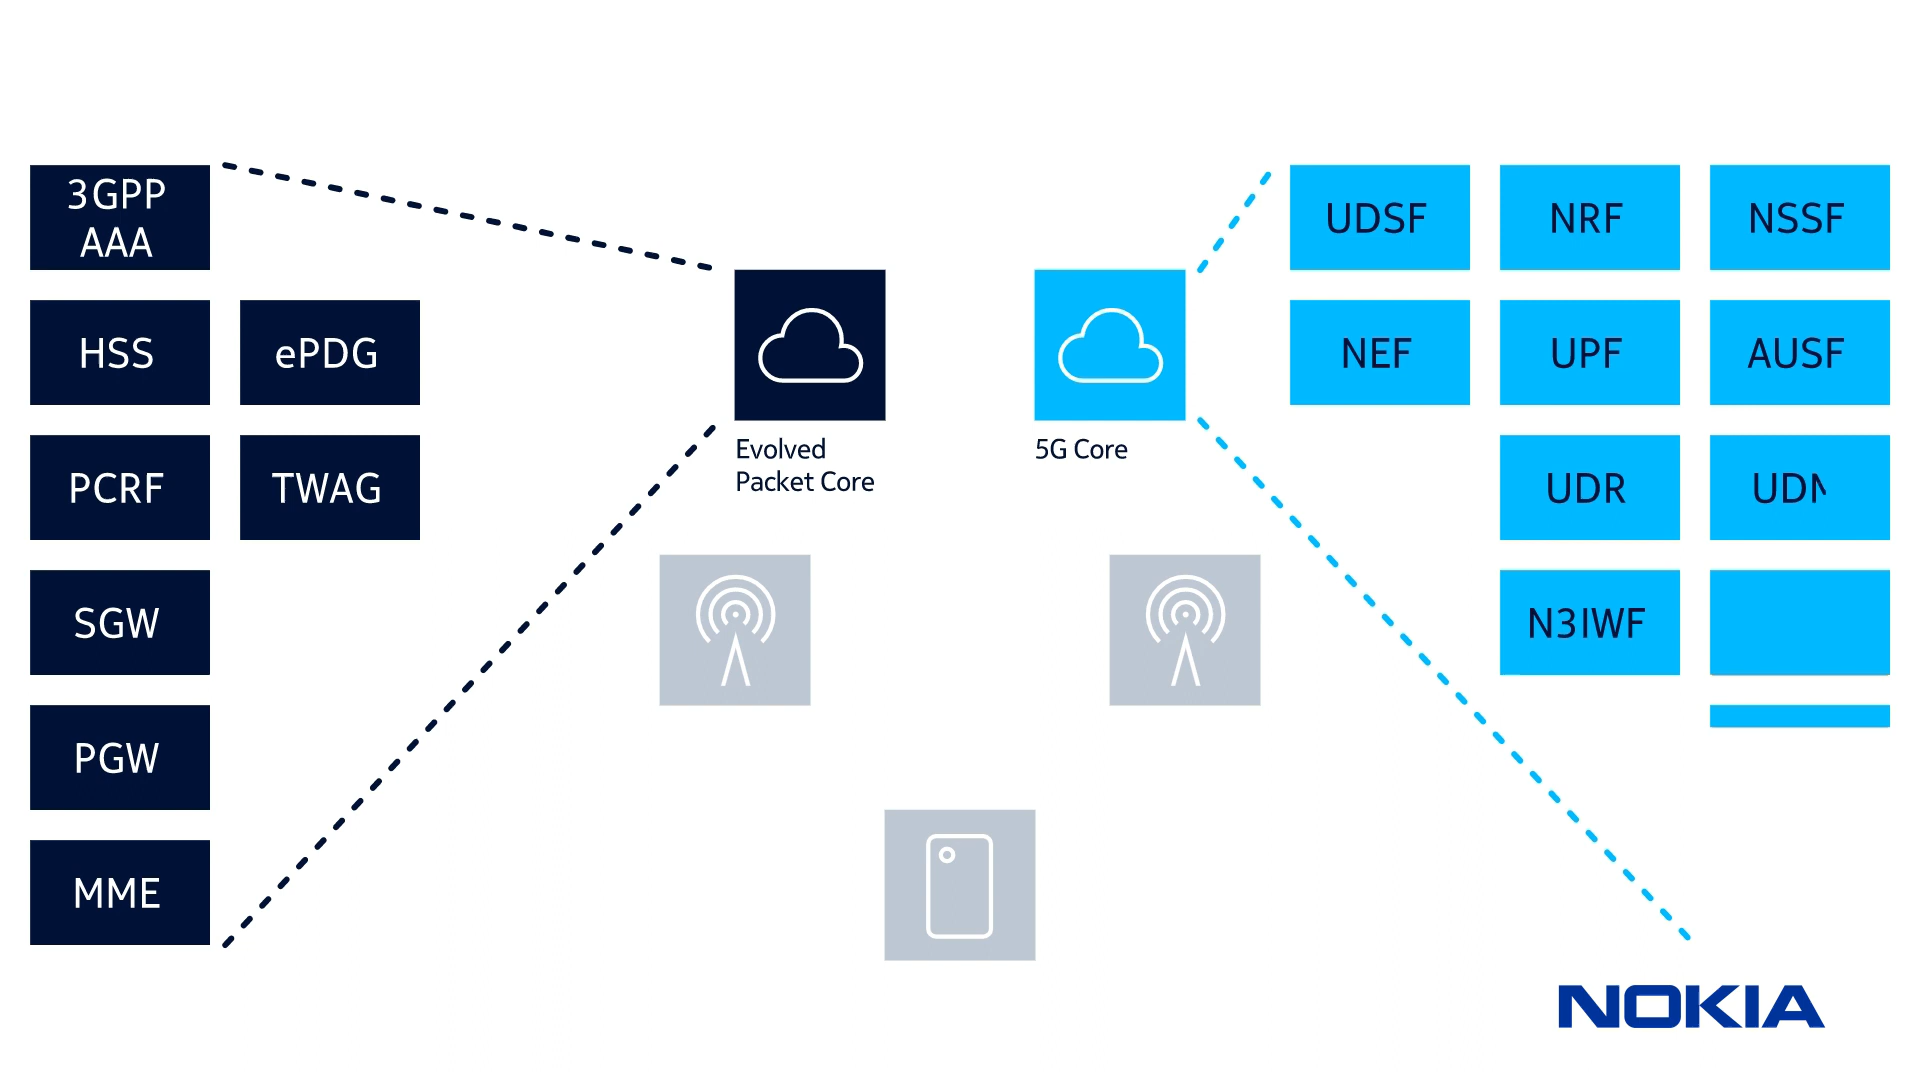 3GPP
AAA
HSS
ePDG
PCRF
TWAG
SGW
PGW
MME
Evolved
Packet Core
5G Core
UDSF
NRF
NSSF
NEF
UPF
AUSF
UDR
N3IWF
NOKIA